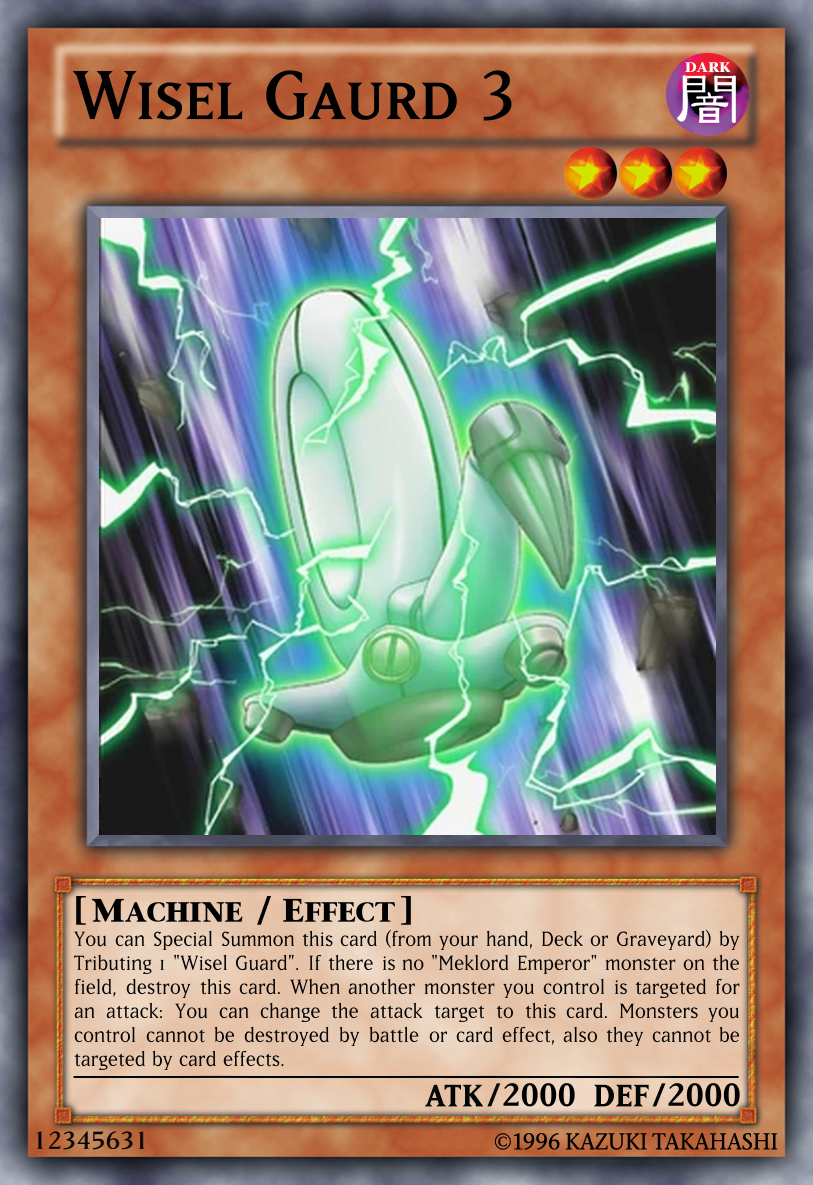 Wisel Gaurd 3
DARK
闇
[ Machine / Effect ]
You can Special Summon this card (from your hand, Deck or Graveyard) by
Tributing 1 "Wisel Guard". If there is no "Meklord Emperor" monster on the
field, destroy this card. When another monster you control is targeted for
an attack: You can change the attack target to this card. Monsters you
control cannot be destroyed by battle or card effect, also they cannot be
targeted by card effects.
ATK/2000 DEF/2000
12345631 ©1996 KAZUKI TAKAHASHI